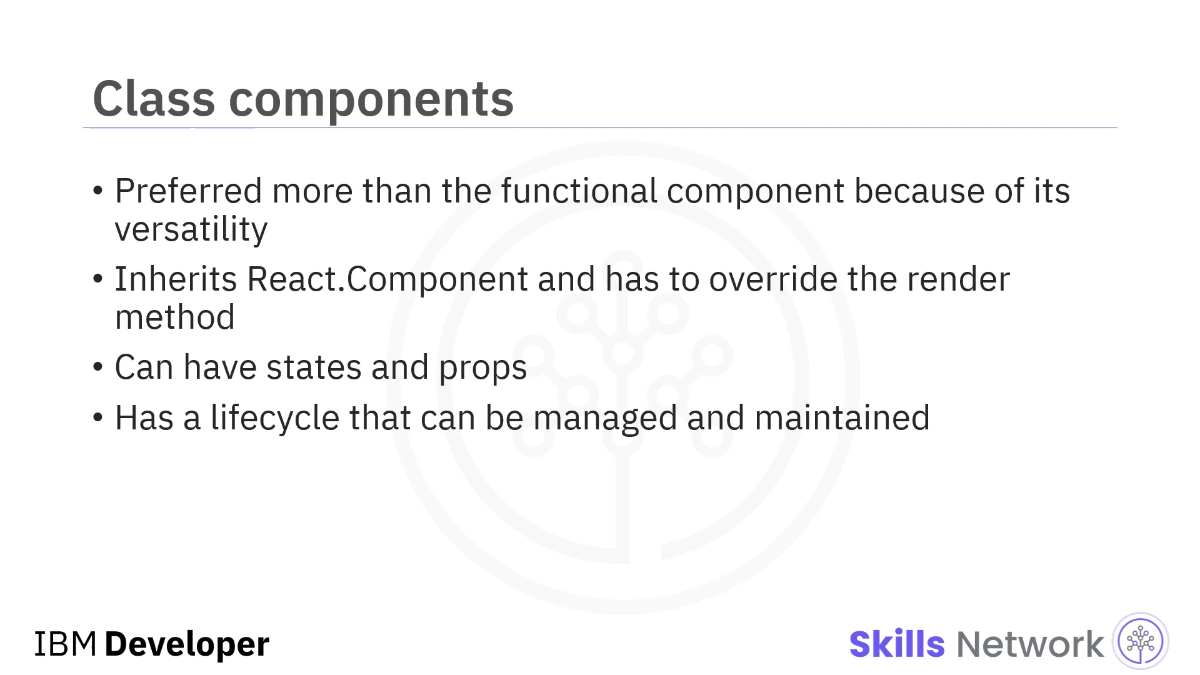 Class components
• Preferred more than the functional component because of its
versatility
• Inherits React.Component and has to override the render
method
• Can have states and props
• Has a lifecycle that can be managed and maintained
IBM Developer
Skills Network